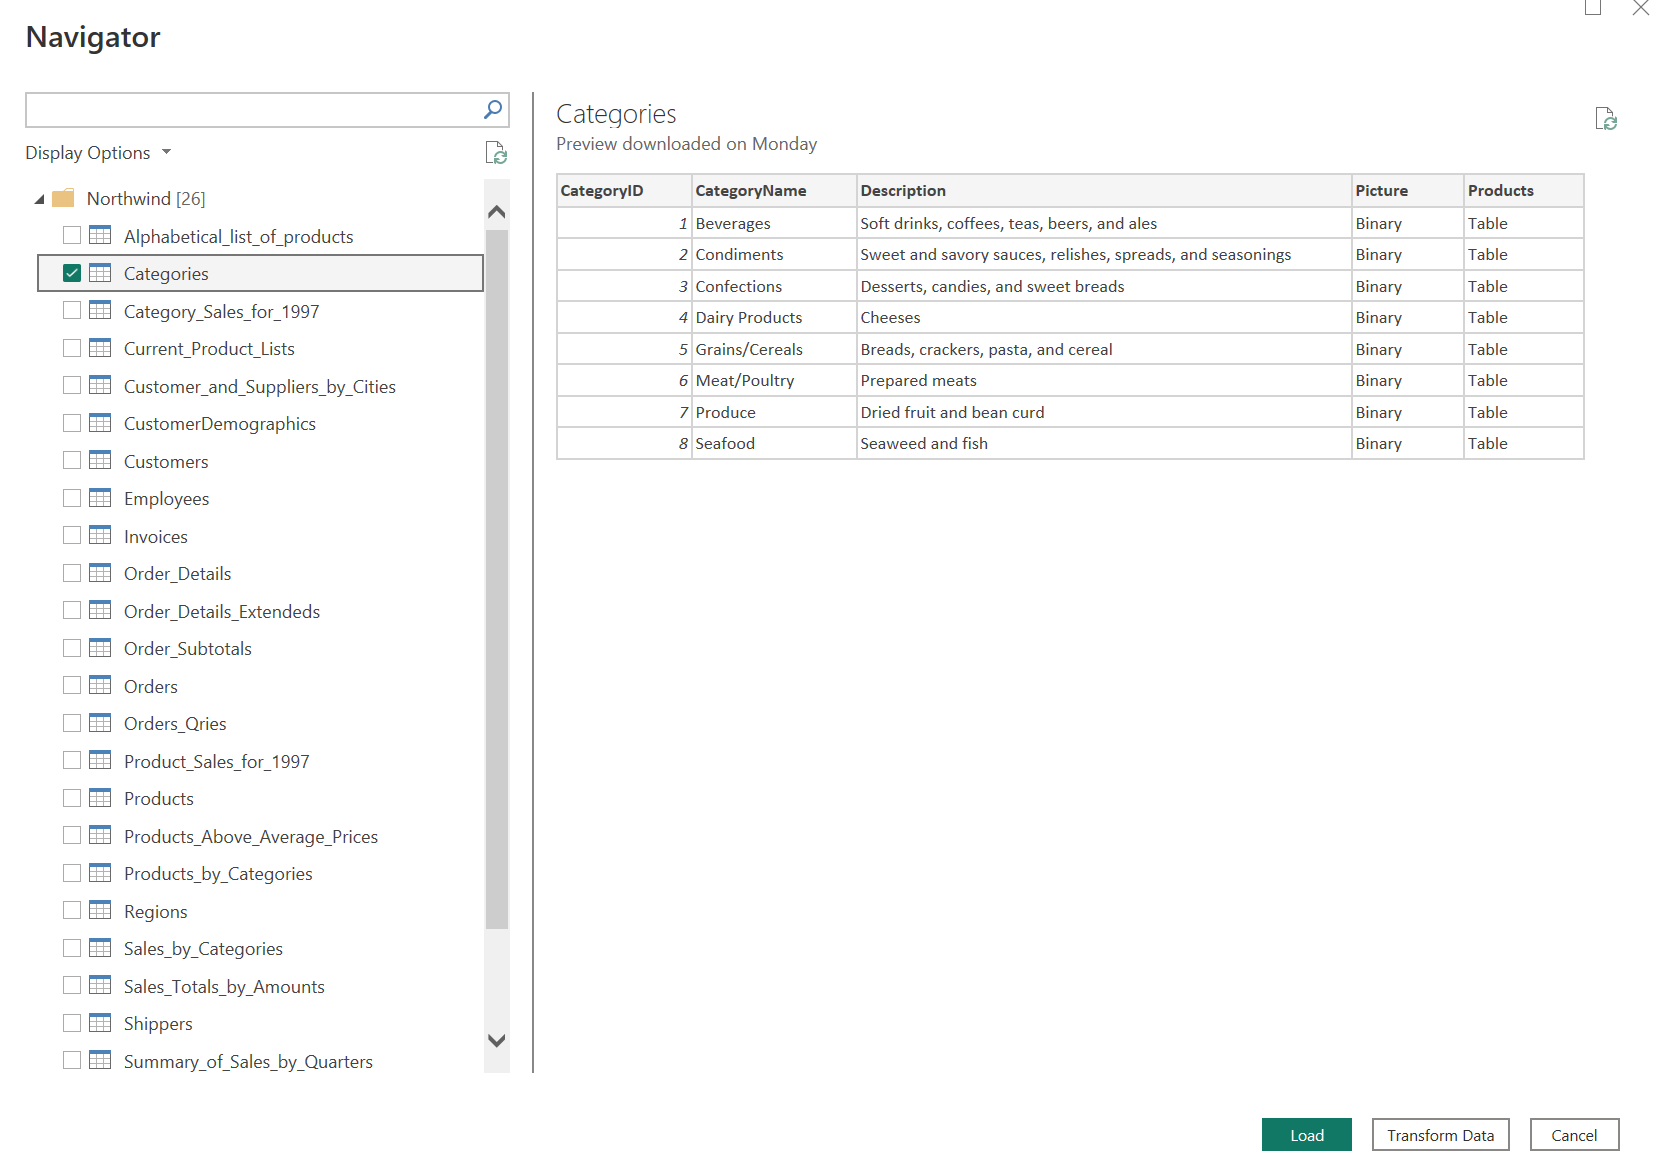 Navigator
Display Options
Northwind [26]
Alphabetical_list_of_products
Categories
Category_Sales_for_1997
Current_Product_Lists
Customer_and_Suppliers_by_Cities
CustomerDemographics
Customers
Employees
Invoices
Order_Details
Order_Details_Extendeds
Order_Subtotals
Orders
Orders_Qries
Product_Sales_for_1997
Products
Products_Above_Average_Prices
Products_by_Categories
Regions
Sales_by_Categories
Sales_Totals_by_Amounts
Shippers
Summary_of_Sales_by_Quarters
Categories
Preview downloaded on Monday
CategoryID CategoryName Description Picture Products
1 Beverages Soft drinks, coffees, teas, beers, and ales Binary Table
2 Condiments Sweet and savory sauces, relishes, spreads, and seasonings Binary Table
3 Confections Desserts, candies, and sweet breads Binary Table
4 Dairy Products Cheeses Binary Table
5 Grains/Cereals Breads, crackers, pasta, and cereal Binary Table
6 Meat/Poultry Prepared meats Binary Table
7 Produce Dried fruit and bean curd Binary Table
8 Seafood Seaweed and fish Binary Table
Load Transform Data Cancel